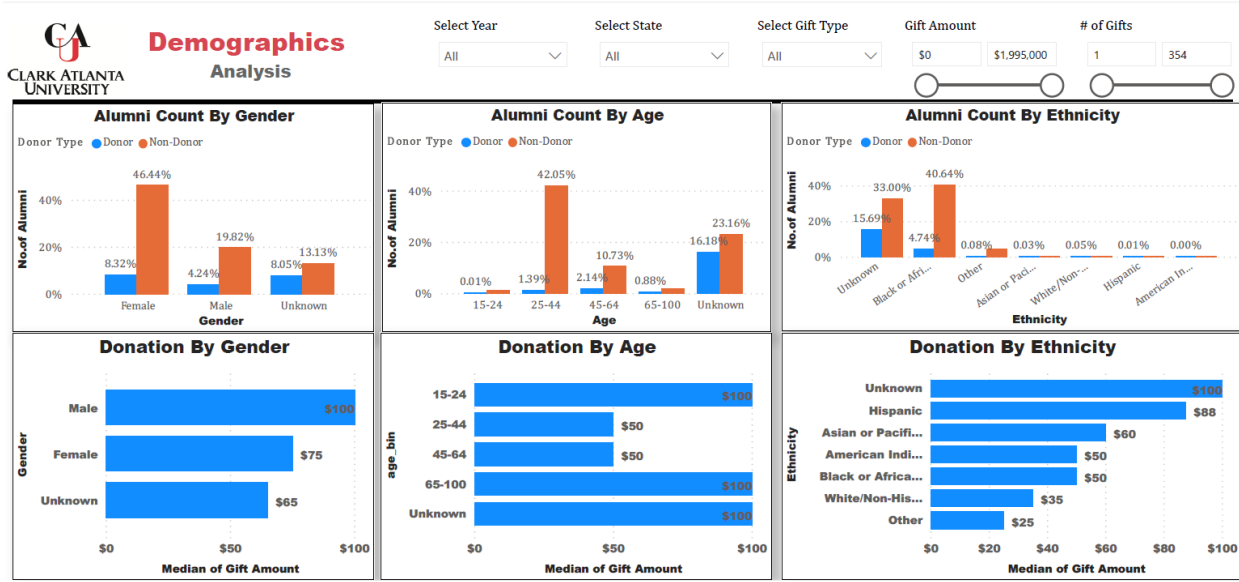 CAU
CLARK ATLANTA
UNIVERSITY
Demographics
Analysis
Select Year
All
Select State
All
Select Gift Type
All
Gift Amount
$0
$1,995,000
# of Gifts
1
354
Alumni Count By Gender
Donor Type Donor Non-Donor
No.of Alumni
40%
20%
0%
8.32%
46.44%
4.24%
19.82%
8.05%
13.13%
Female
Male
Unknown
Gender
Alumni Count By Age
Donor Type Donor Non-Donor
No.of Alumni
40%
20%
0%
0.01%
1.39%
42.05%
2.14%
10.73%
0.88%
16.18%
23.16%
15-24
25-44
45-64
65-100
Unknown
Age
Alumni Count By Ethnicity
Donor Type Donor Non-Donor
No.of Alumni
40%
20%
0%
15.69%
33.00%
4.74%
40.64%
0.08%
0.03%
0.05%
0.01%
0.00%
Unknown
Black or Afri...
Other
Asian or Paci...
White/Non-...
Hispanic
American In...
Ethnicity
Donation By Gender
Gender
Male
$100
Female
$75
Unknown
$65
$0
$50
$100
Median of Gift Amount
Donation By Age
age_bin
15-24
$100
25-44
$50
45-64
$50
65-100
$100
Unknown
$100
$0
$50
$100
Median of Gift Amount
Donation By Ethnicity
Ethnicity
Unknown
$100
Hispanic
$88
Asian or Pacifi...
$60
American Indi...
$50
Black or Africa...
$50
White/Non-His...
$35
Other
$25
$0
$20
$40
$60
$80
$100
Median of Gift Amount